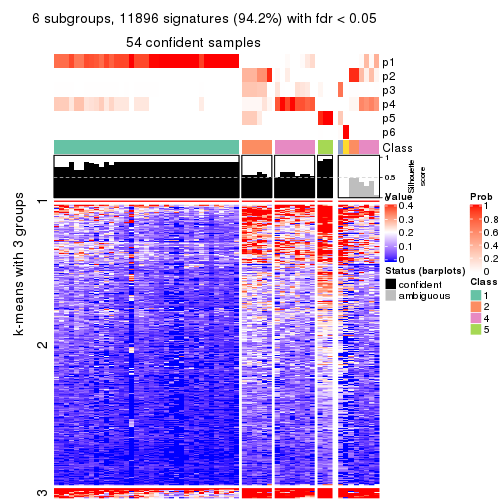 6 subgroups, 11896 signatures (94.2%) with fdr < 0.05
54 confident samples
p1
p2
p3
p4
p5
p6
Class
1
0.5
0
Silhouette
score
k-means with 3 groups
1
2
3
Value
0.4
0.3
0.2
0.1
0
Status (barplots)
confident
ambiguous
Prob
1
0.8
0.6
0.4
0.2
0
Class
1
2
4
5